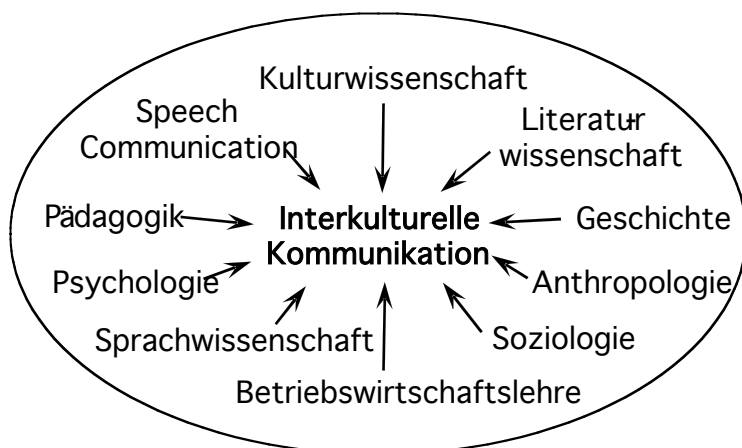 Kulturwissenschaft
Speech
Communication
Literatur-
wissenschaft
Pädagogik
Interkulturelle
Kommunikation
Geschichte
Psychologie
Anthropologie
Sprachwissenschaft
Soziologie
Betriebswirtschaftslehre